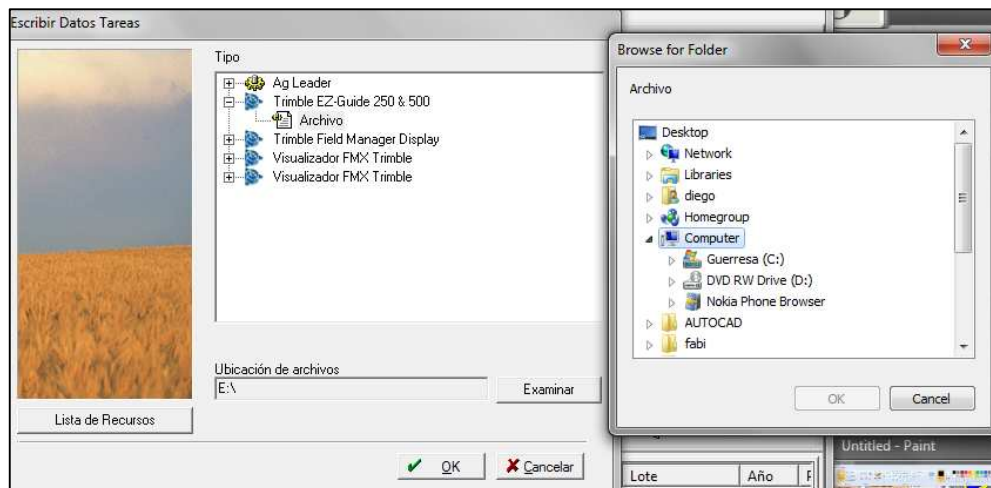 Escribir Datos Tareas
Tipo
Ag Leader
Trimble EZ-Guide 250 & 500
Archivo
Trimble Field Manager Display
Visualizador FMX Trimble
Visualizador FMX Trimble
Ubicación de archivos
E:\
Examinar
Lista de Recursos
OK
Cancelar
Browse for Folder
Archivo
Desktop
Network
Libraries
diego
Homegroup
Computer
Guerresa (C:)
DVD RW Drive (D:)
Nokia Phone Browser
AUTOCAD
fabi
OK
Cancel
Untitled - Paint
Lote
Año